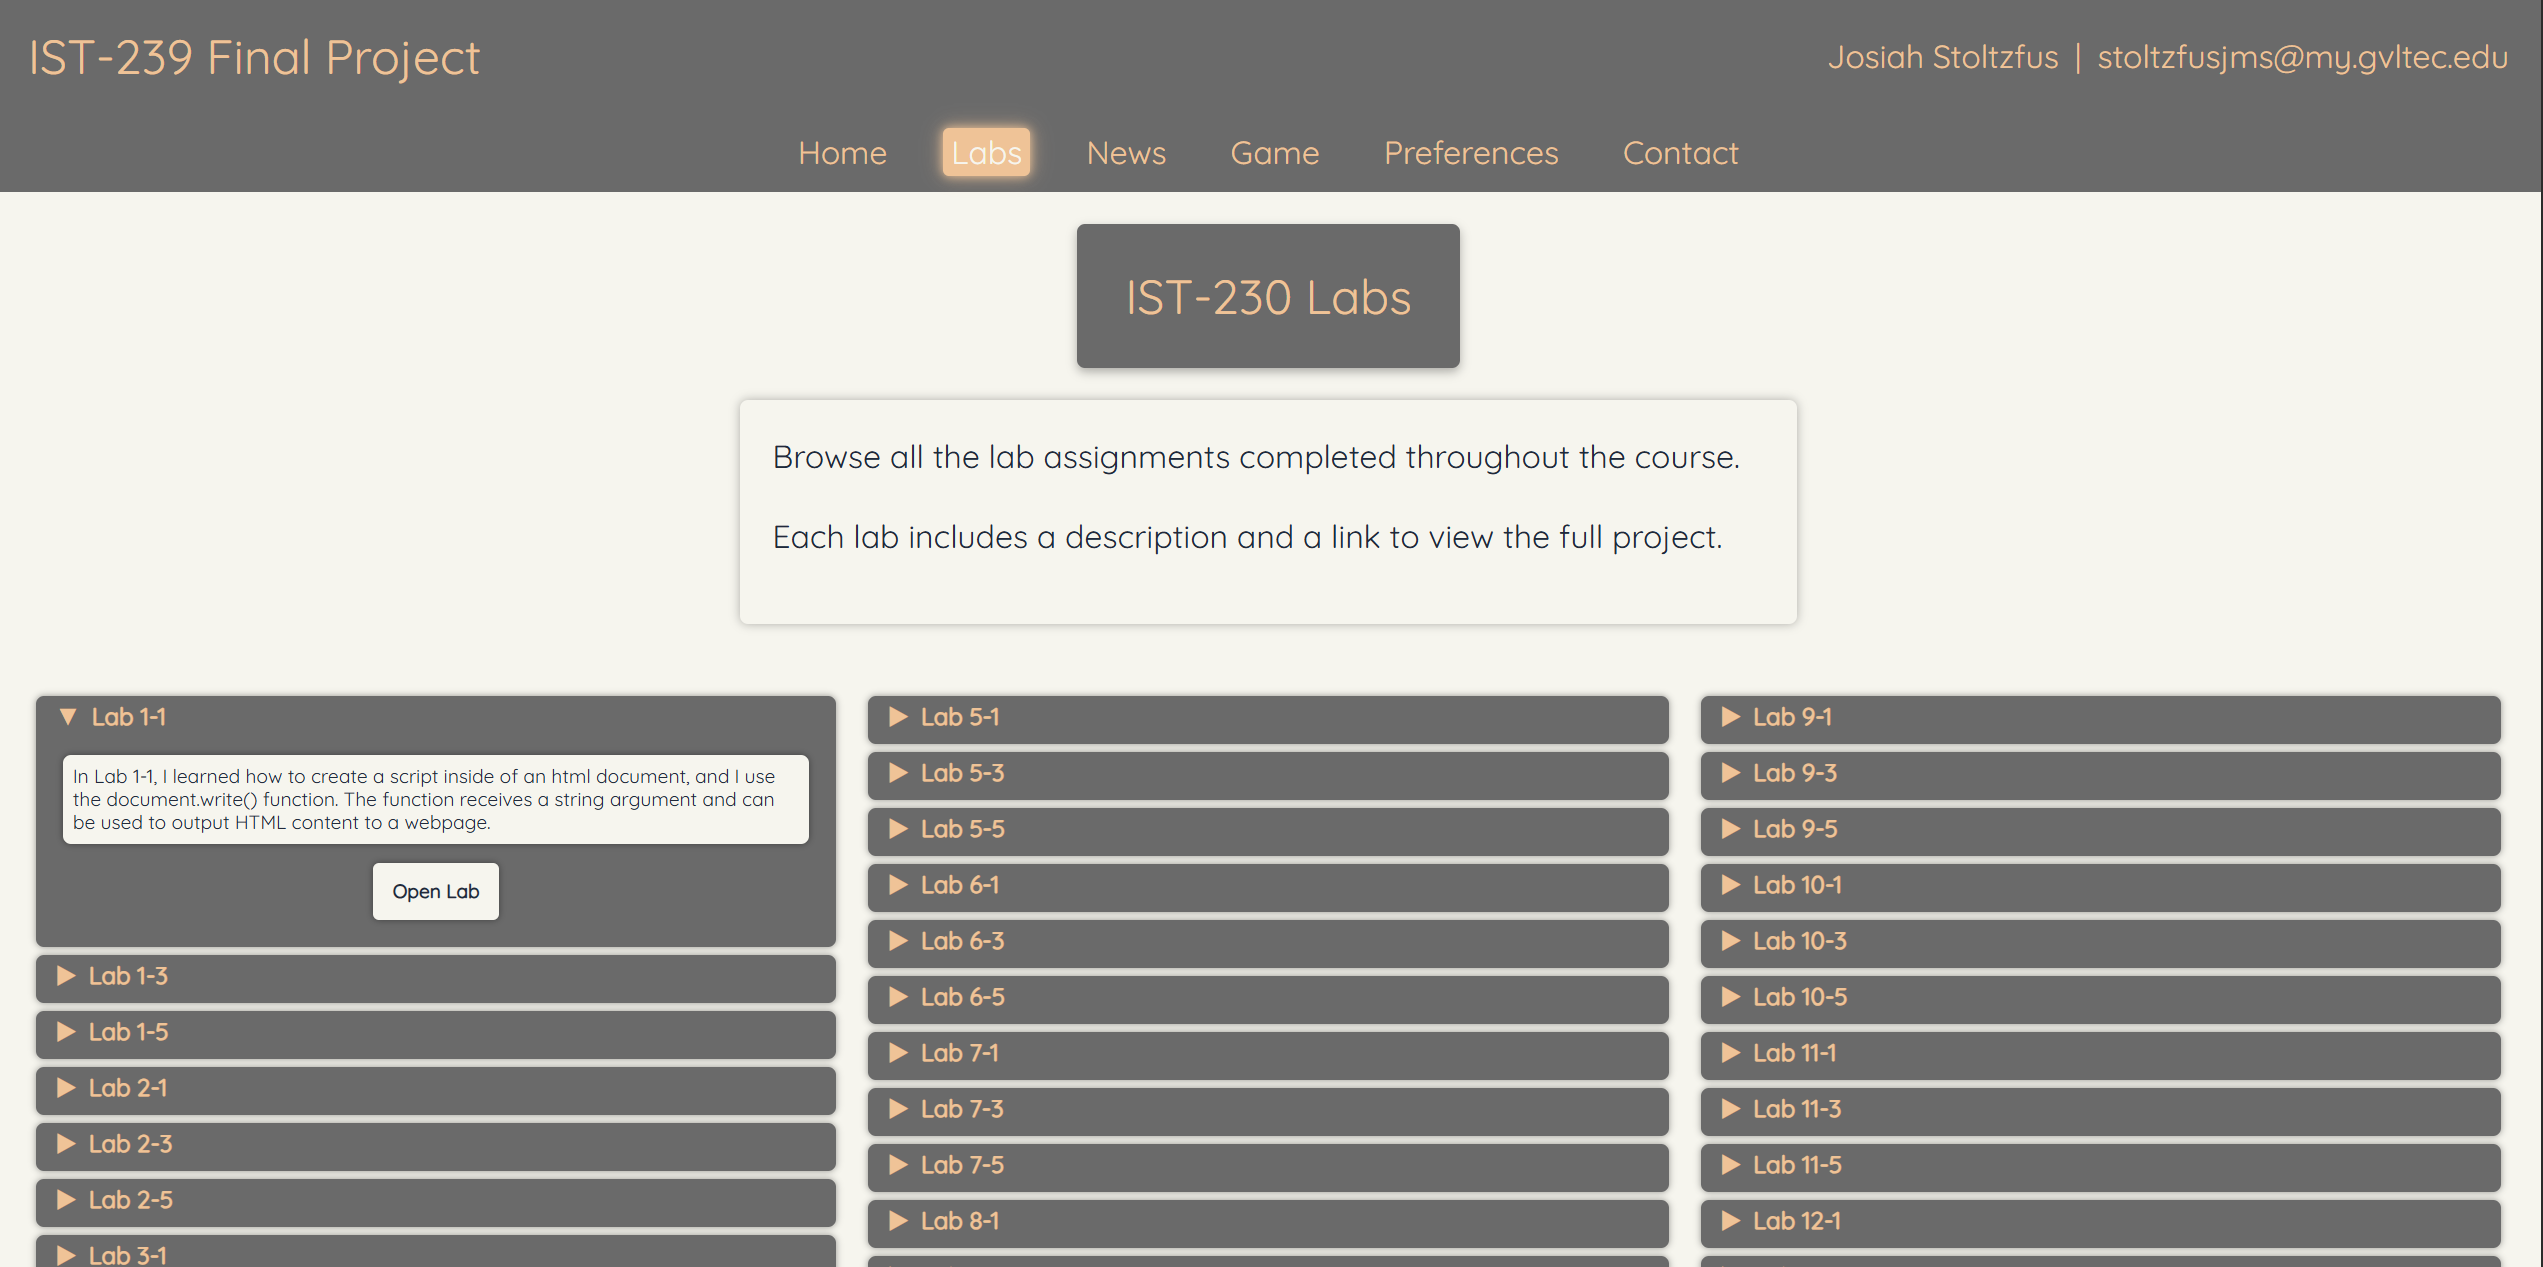 IST-239 Final Project
Josiah Stoltzfus | stoltzfusjms@my.gvltec.edu
Home Labs News Game Preferences Contact
IST-230 Labs
Browse all the lab assignments completed throughout the course.
Each lab includes a description and a link to view the full project.
▼ Lab 1-1
In Lab 1-1, I learned how to create a script inside of an html document, and I use
the document.write() function. The function receives a string argument and can
be used to output HTML content to a webpage.
Open Lab
▶ Lab 1-3
▶ Lab 1-5
▶ Lab 2-1
▶ Lab 2-3
▶ Lab 2-5
▶ Lab 3-1
▶ Lab 5-1
▶ Lab 5-3
▶ Lab 5-5
▶ Lab 6-1
▶ Lab 6-3
▶ Lab 6-5
▶ Lab 7-1
▶ Lab 7-3
▶ Lab 7-5
▶ Lab 8-1
▶ Lab 9-1
▶ Lab 9-3
▶ Lab 9-5
▶ Lab 10-1
▶ Lab 10-3
▶ Lab 10-5
▶ Lab 11-1
▶ Lab 11-3
▶ Lab 11-5
▶ Lab 12-1